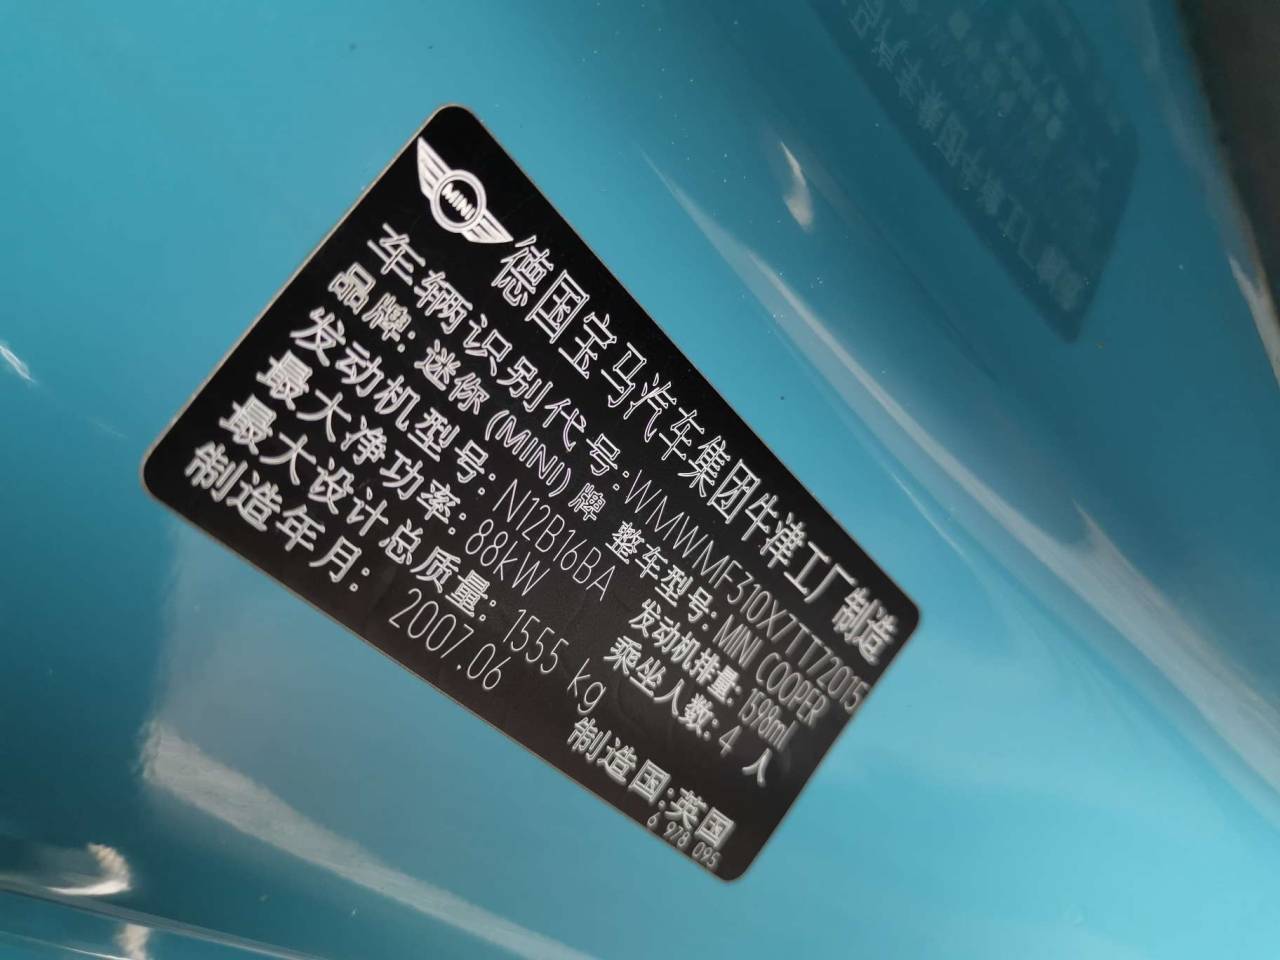 MINI
德国宝马汽车集团牛津工厂制造
车辆识别代号:WMWMF310X7TT72015
品牌:迷你(MINI)牌 整车型号:MINI COOPER
发动机型号:N12B16BA 发动机排量:1598mL
最大净功率:88kW 乘坐人数:4 人
最大设计总质量:1555 kg
制造年月:2007.06 制造国:英国
6 978 095